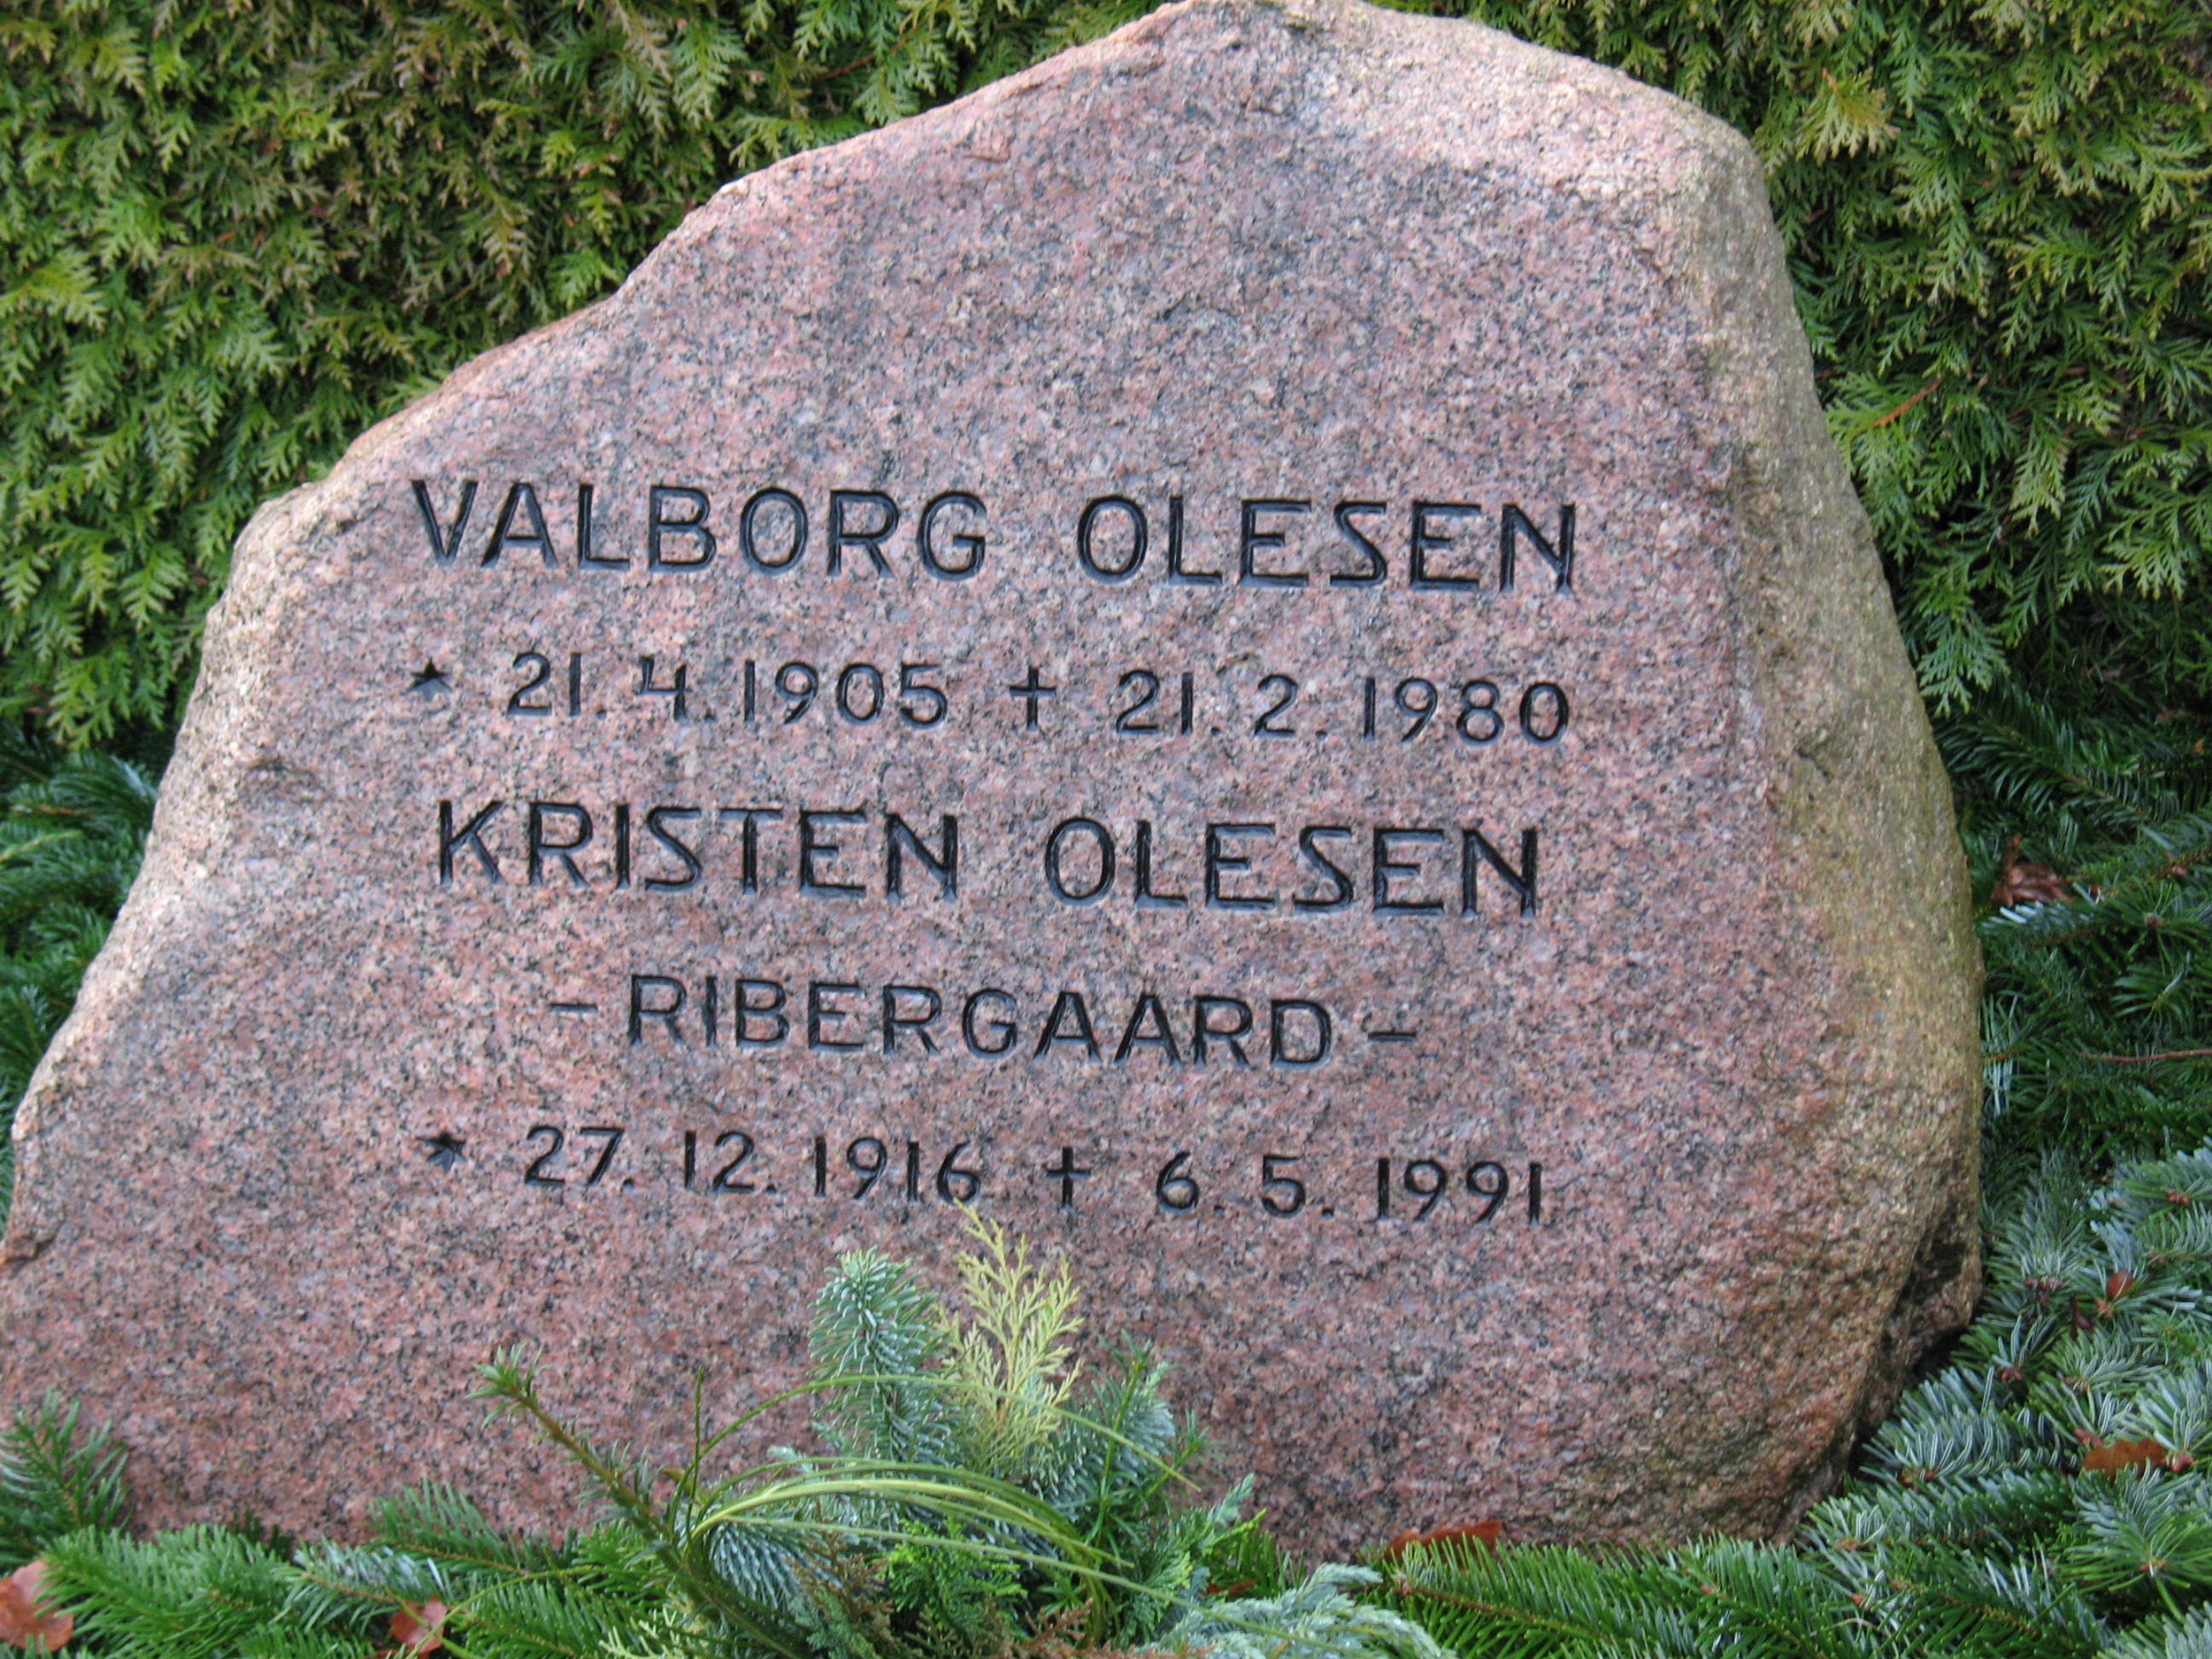 VALBORG OLESEN
★ 21.4.1905 † 21.2.1980
KRISTEN OLESEN
- RIBERGAARD -
★ 27.12.1916 † 6.5.1991